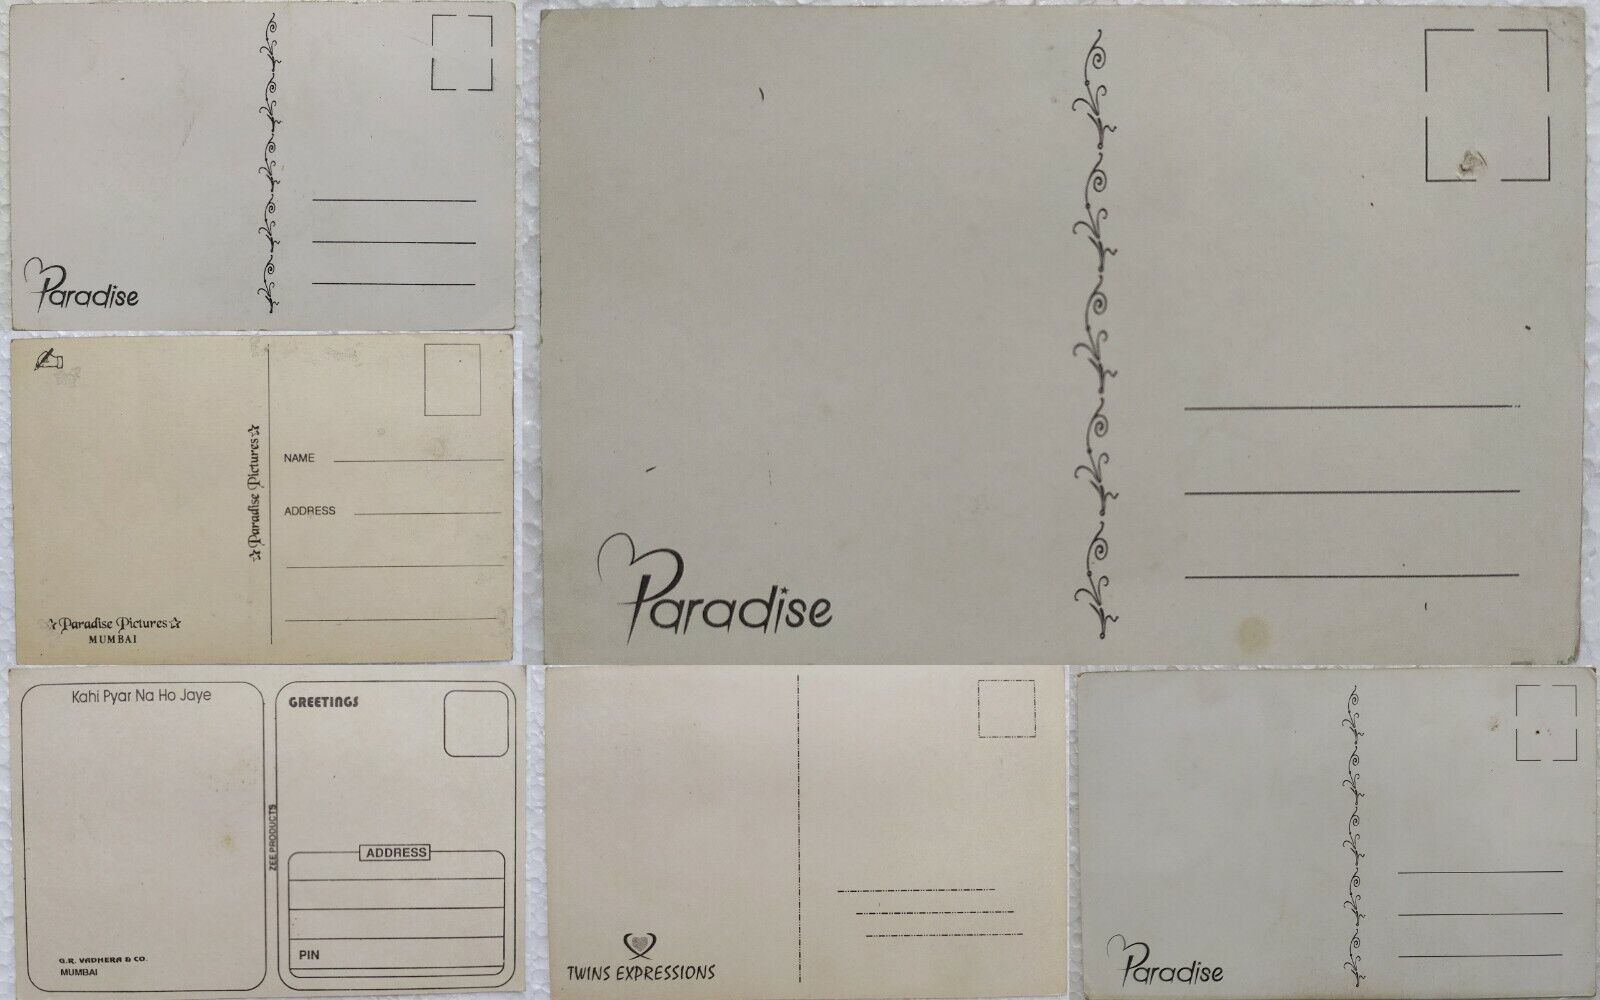 Paradise
Paradise
NAME
ADDRESS
☆Paradise Pictures☆
☆Paradise Pictures☆
MUMBAI
Kahi Pyar Na Ho Jaye
G.R. VADHERA & CO.
MUMBAI
ZEE PRODUCTS
GREETINGS
ADDRESS
PIN
TWINS EXPRESSIONS
Paradise